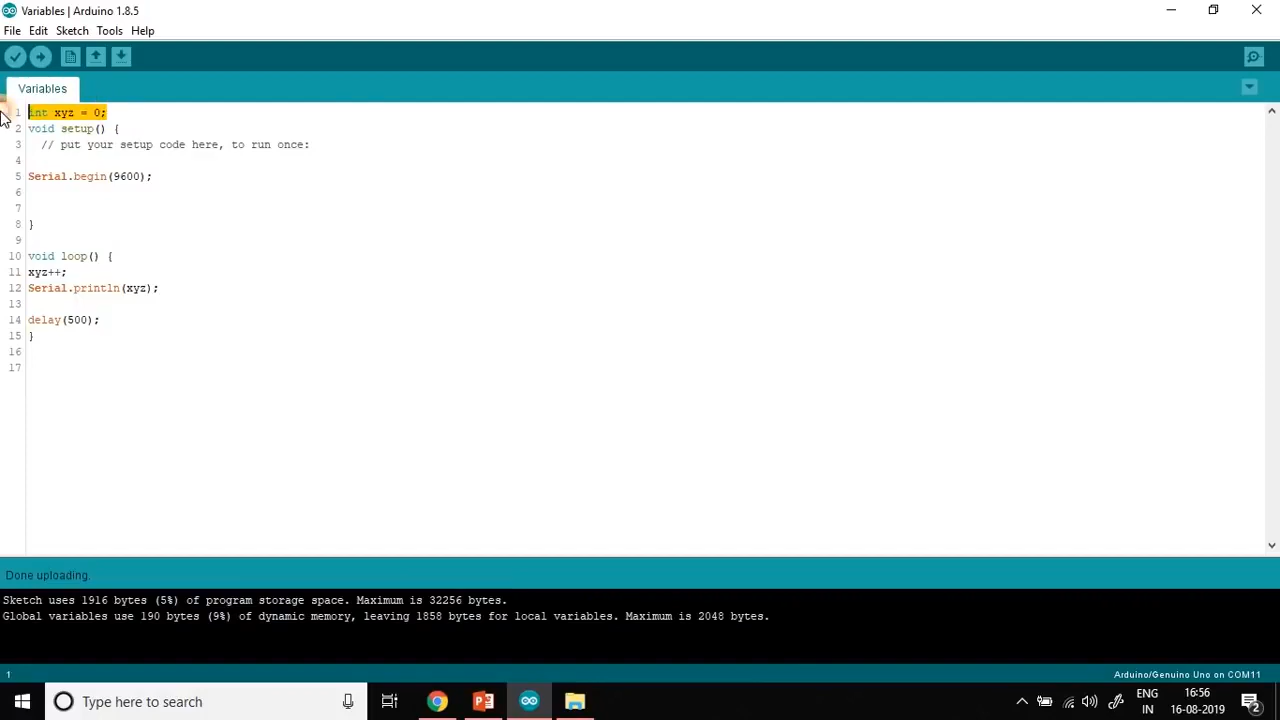 Variables | Arduino 1.8.5
File Edit Sketch Tools Help
Variables
1 int xyz = 0;
2 void setup() {
3 // put your setup code here, to run once:
4
5 Serial.begin(9600);
6
7
8 }
9
10 void loop() {
11 xyz++;
12 Serial.println(xyz);
13
14 delay(500);
15 }
16
17
Done uploading.
Sketch uses 1916 bytes (5%) of program storage space. Maximum is 32256 bytes.
Global variables use 190 bytes (9%) of dynamic memory, leaving 1858 bytes for local variables. Maximum is 2048 bytes.
1 Arduino/Genuino Uno on COM11
Type here to search
ENG 16:56
IN 16-08-2019 2